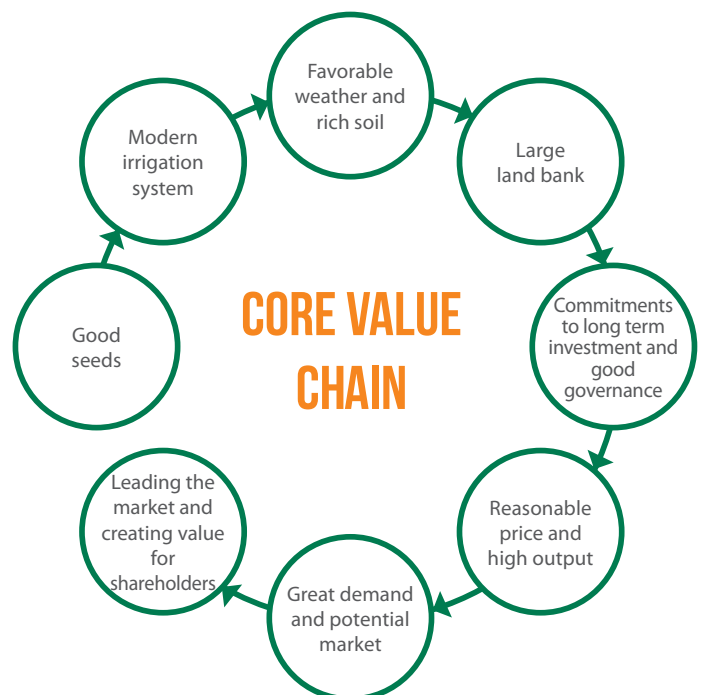 Good
seeds
Modern
irrigation
system
Favorable
weather and
rich soil
Large
land bank
Commitments
to long term
investment and
good
governance
Reasonable
price and
high output
Great demand
and potential
market
Leading the
market and
creating value
for
shareholders
CORE VALUE
CHAIN